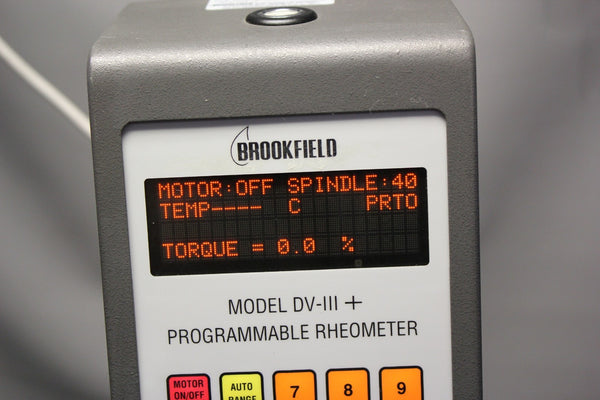 BROOKFIELD
MOTOR:OFF SPINDLE:40
TEMP---- C PRTO
TORQUE = 0.0 %
MODEL DV-III +
PROGRAMMABLE RHEOMETER
MOTOR ON/OFF
AUTO RANGE
7 8 9